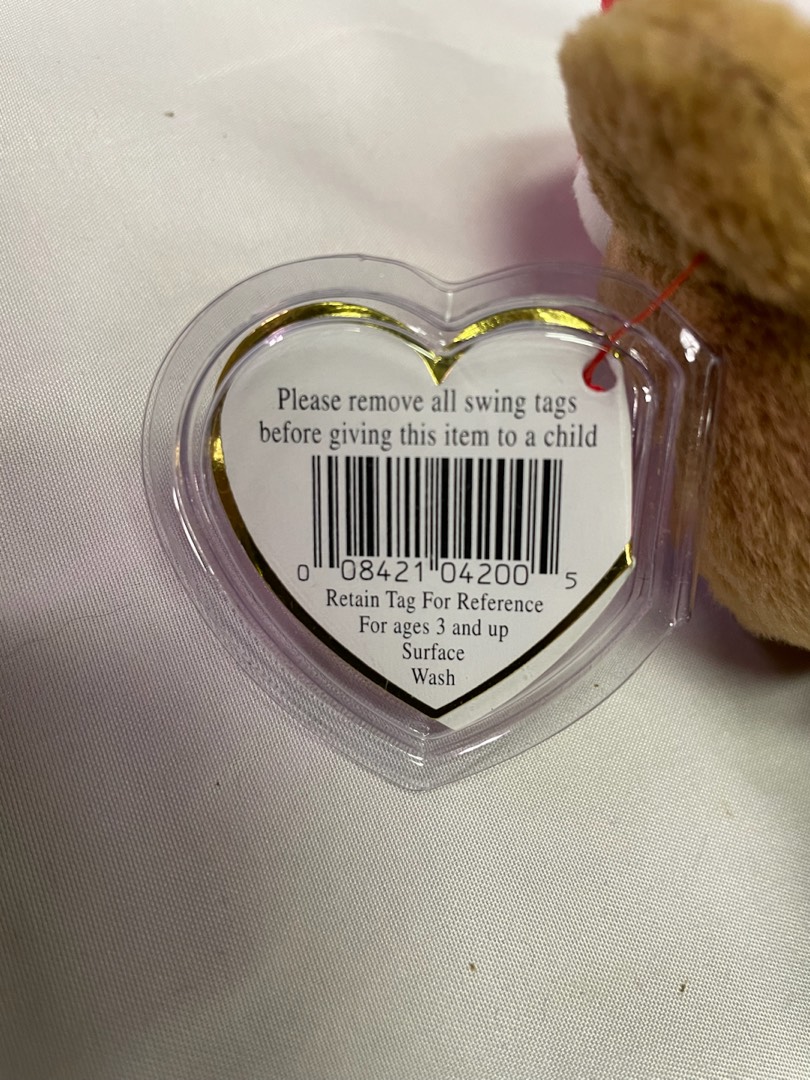 Please remove all swing tags
before giving this item to a child
0 08421 04200 5
Retain Tag For Reference
For ages 3 and up
Surface
Wash